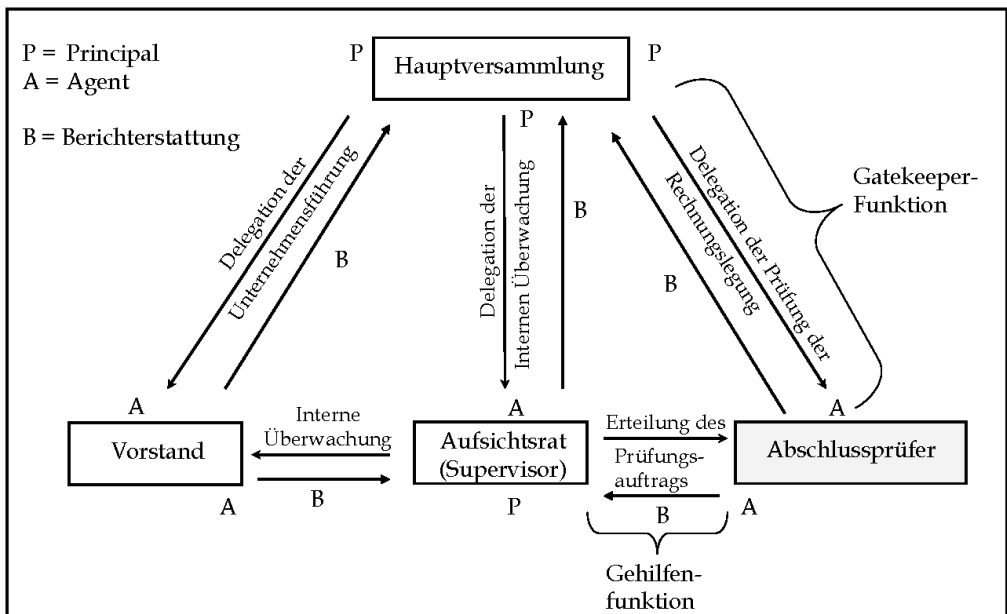 P = Principal
A = Agent
B = Berichterstattung
P
Hauptversammlung
P
P
Delegation der
Unternehmensführung
B
Delegation der
Internen Überwachung
B
Delegation der Prüfung der
Rechnungslegung
B
Gatekeeper-
Funktion
A
Vorstand
A
Interne
Überwachung
B
A
Aufsichtsrat
(Supervisor)
P
Erteilung des
Prüfungs-
auftrags
B
A
Abschlussprüfer
A
Gehilfen-
funktion